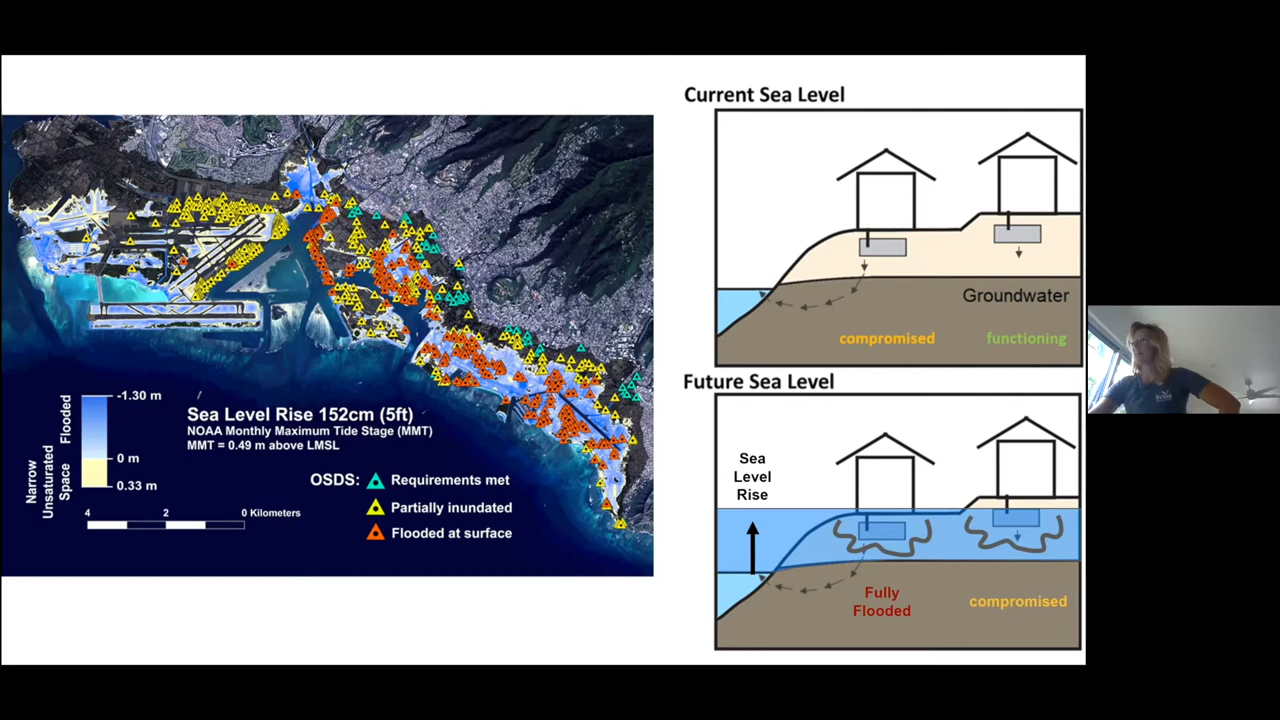 Current Sea Level
Groundwater
compromised
functioning
Future Sea Level
Sea
Level
Rise
Fully
Flooded
compromised
Sea Level Rise 152cm (5ft)
NOAA Monthly Maximum Tide Stage (MMT)
MMT = 0.49 m above LMSL
Flooded
Narrow
Unsaturated
Space
-1.30 m
0 m
0.33 m
4 2 0 Kilometers
OSDS:
Requirements met
Partially inundated
Flooded at surface